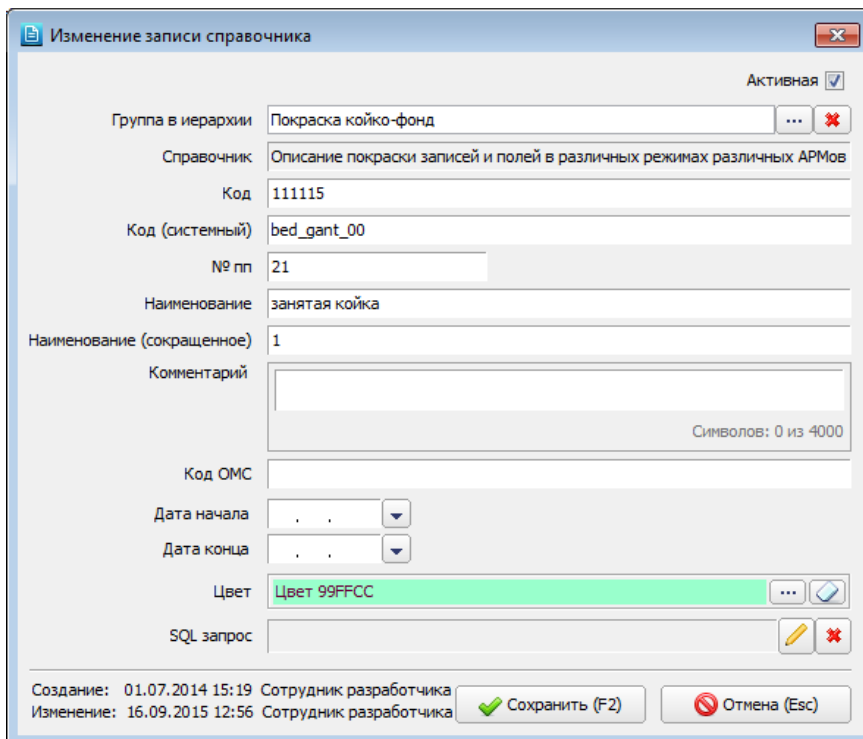 Изменение записи справочника
Активная
Группа в иерархии Покраска койко-фонд ...
Справочник Описание покраски записей и полей в различных режимах различных АРМов
Код 111115
Код (системный) bed_gant_00
№ пп 21
Наименование занятая койка
Наименование (сокращенное) 1
Комментарий
Символов: 0 из 4000
Код ОМС
Дата начала . .
Дата конца . .
Цвет Цвет 99FFCC ...
SQL запрос
Создание: 01.07.2014 15:19 Сотрудник разработчика
Изменение: 16.09.2015 12:56 Сотрудник разработчика
Сохранить (F2) Отмена (Esc)